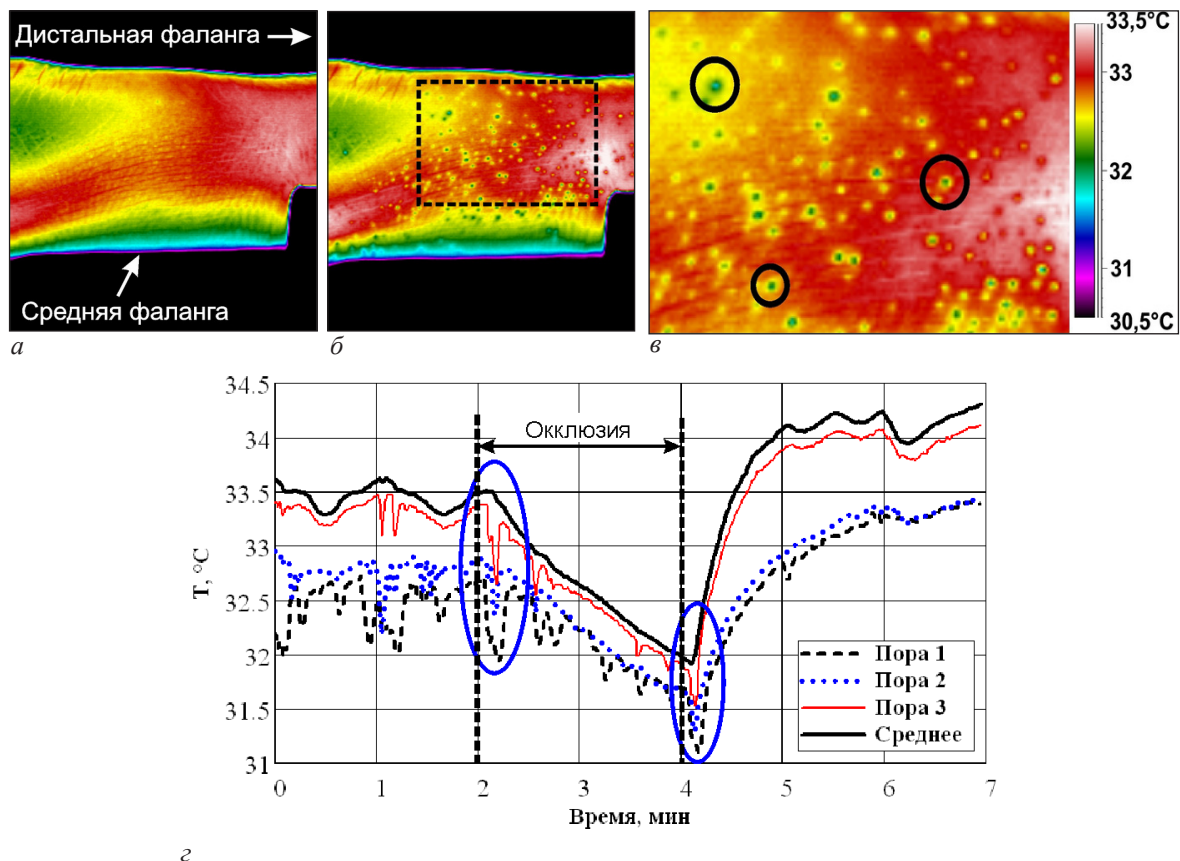 Дистальная фаланга
Средняя фаланга
33,5°C
33
32
31
30,5°C
а
б
в
34.5
34
33.5
33
32.5
32
31.5
31
T, °C
Окклюзия
Пора 1
Пора 2
Пора 3
Среднее
0 1 2 3 4 5 6 7
Время, мин
г